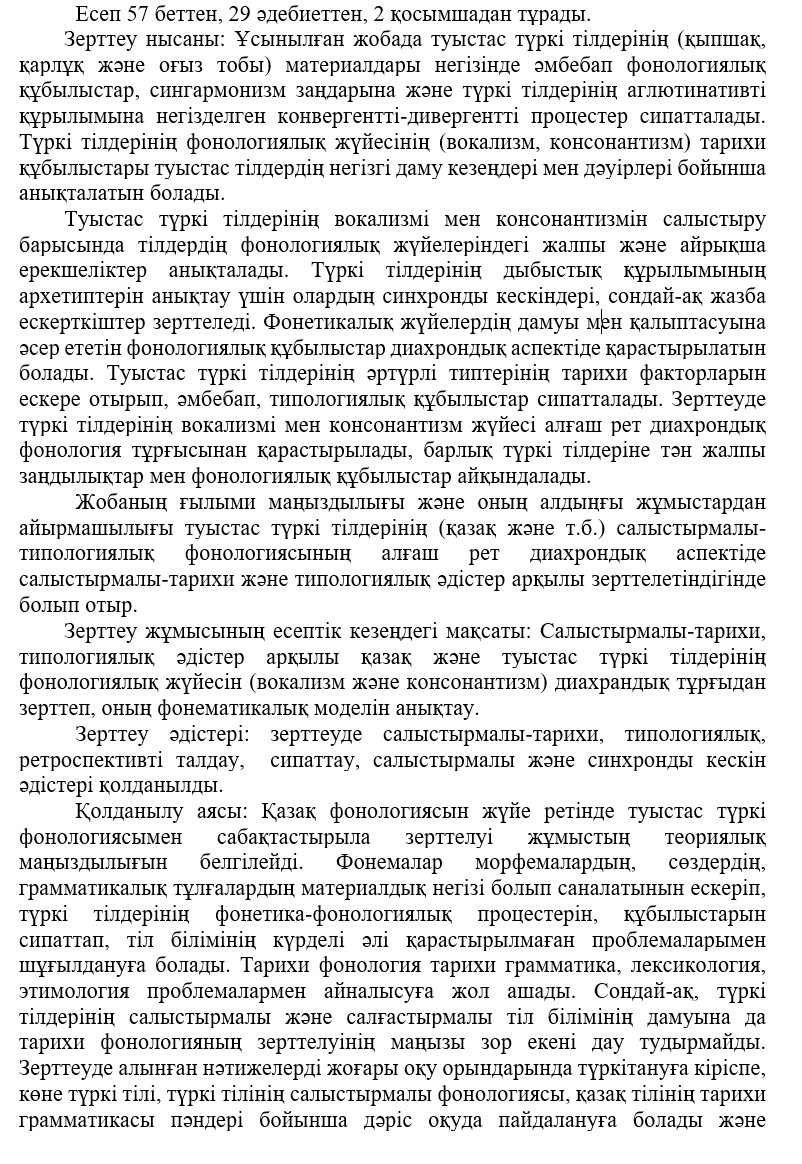 Есеп 57 беттен, 29 әдебиеттен, 2 қосымшадан тұрады.
Зерттеу нысаны: Ұсынылған жобада туыстас түркі тілдерінің (қыпшақ,
қарлұқ және оғыз тобы) материалдары негізінде әмбебап фонологиялық
құбылыстар, сингармонизм заңдарына және түркі тілдерінің аглютинативті
құрылымына негізделген конвергентті-дивергентті процестер сипатталады.
Түркі тілдерінің фонологиялық жүйесінің (вокализм, консонантизм) тарихи
құбылыстары туыстас тілдердің негізгі даму кезеңдері мен дәуірлері бойынша
анықталатын болады.
Туыстас түркі тілдерінің вокализмі мен консонантизмін салыстыру
барысында тілдердің фонологиялық жүйелеріндегі жалпы және айрықша
ерекшеліктер анықталады. Түркі тілдерінің дыбыстық құрылымының
архетиптерін анықтау үшін олардың синхронды кескіндері, сондай-ақ жазба
ескерткіштер зерттеледі. Фонетикалық жүйелердің дамуы мен қалыптасуына
әсер ететін фонологиялық құбылыстар диахрондық аспектіде қарастырылатын
болады. Туыстас түркі тілдерінің әртүрлі типтерінің тарихи факторларын
ескере отырып, әмбебап, типологиялық құбылыстар сипатталады. Зерттеуде
түркі тілдерінің вокализмі мен консонантизм жүйесі алғаш рет диахрондық
фонология тұрғысынан қарастырылады, барлық түркі тілдеріне тән жалпы
заңдылықтар мен фонологиялық құбылыстар айқындалады.
Жобаның ғылыми маңыздылығы және оның алдыңғы жұмыстардан
айырмашылығы туыстас түркі тілдерінің (қазақ және т.б.) салыстырмалы-
типологиялық фонологиясының алғаш рет диахрондық аспектіде
салыстырмалы-тарихи және типологиялық әдістер арқылы зерттелетіндігінде
болып отыр.
Зерттеу жұмысының есептік кезеңдегі мақсаты: Салыстырмалы-тарихи,
типологиялық әдістер арқылы қазақ және туыстас түркі тілдерінің
фонологиялық жүйесін (вокализм және консонантизм) диахрандық тұрғыдан
зерттеп, оның фонематикалық моделін анықтау.
Зерттеу әдістері: зерттеуде салыстырмалы-тарихи, типологиялық,
ретроспективті талдау, сипаттау, салыстырмалы және синхронды кескін
әдістері қолданылды.
Қолданылу аясы: Қазақ фонологиясын жүйе ретінде туыстас түркі
фонологиясымен сабақтастырыла зерттелуі жұмыстың теориялық
маңыздылығын белгілейді. Фонемалар морфемалардың, сөздердің,
грамматикалық тұлғалардың материалдық негізі болып саналатынын ескеріп,
түркі тілдерінің фонетика-фонологиялық процестерін, құбылыстарын
сипаттап, тіл білімінің күрделі әлі қарастырылмаған проблемаларымен
шұғылдануға болады. Тарихи фонология тарихи грамматика, лексикология,
этимология проблемалармен айналысуға жол ашады. Сондай-ақ, түркі
тілдерінің салыстырмалы және салғастырмалы тіл білімінің дамуына да
тарихи фонологияның зерттелуінің маңызы зор екені дау тудырмайды.
Зерттеуде алынған нәтижелерді жоғары оқу орындарында түркітануға кіріспе,
көне түркі тілі, түркі тілінің салыстырмалы фонологиясы, қазақ тілінің тарихи
грамматикасы пәндері бойынша дәріс оқуда пайдалануға болады және